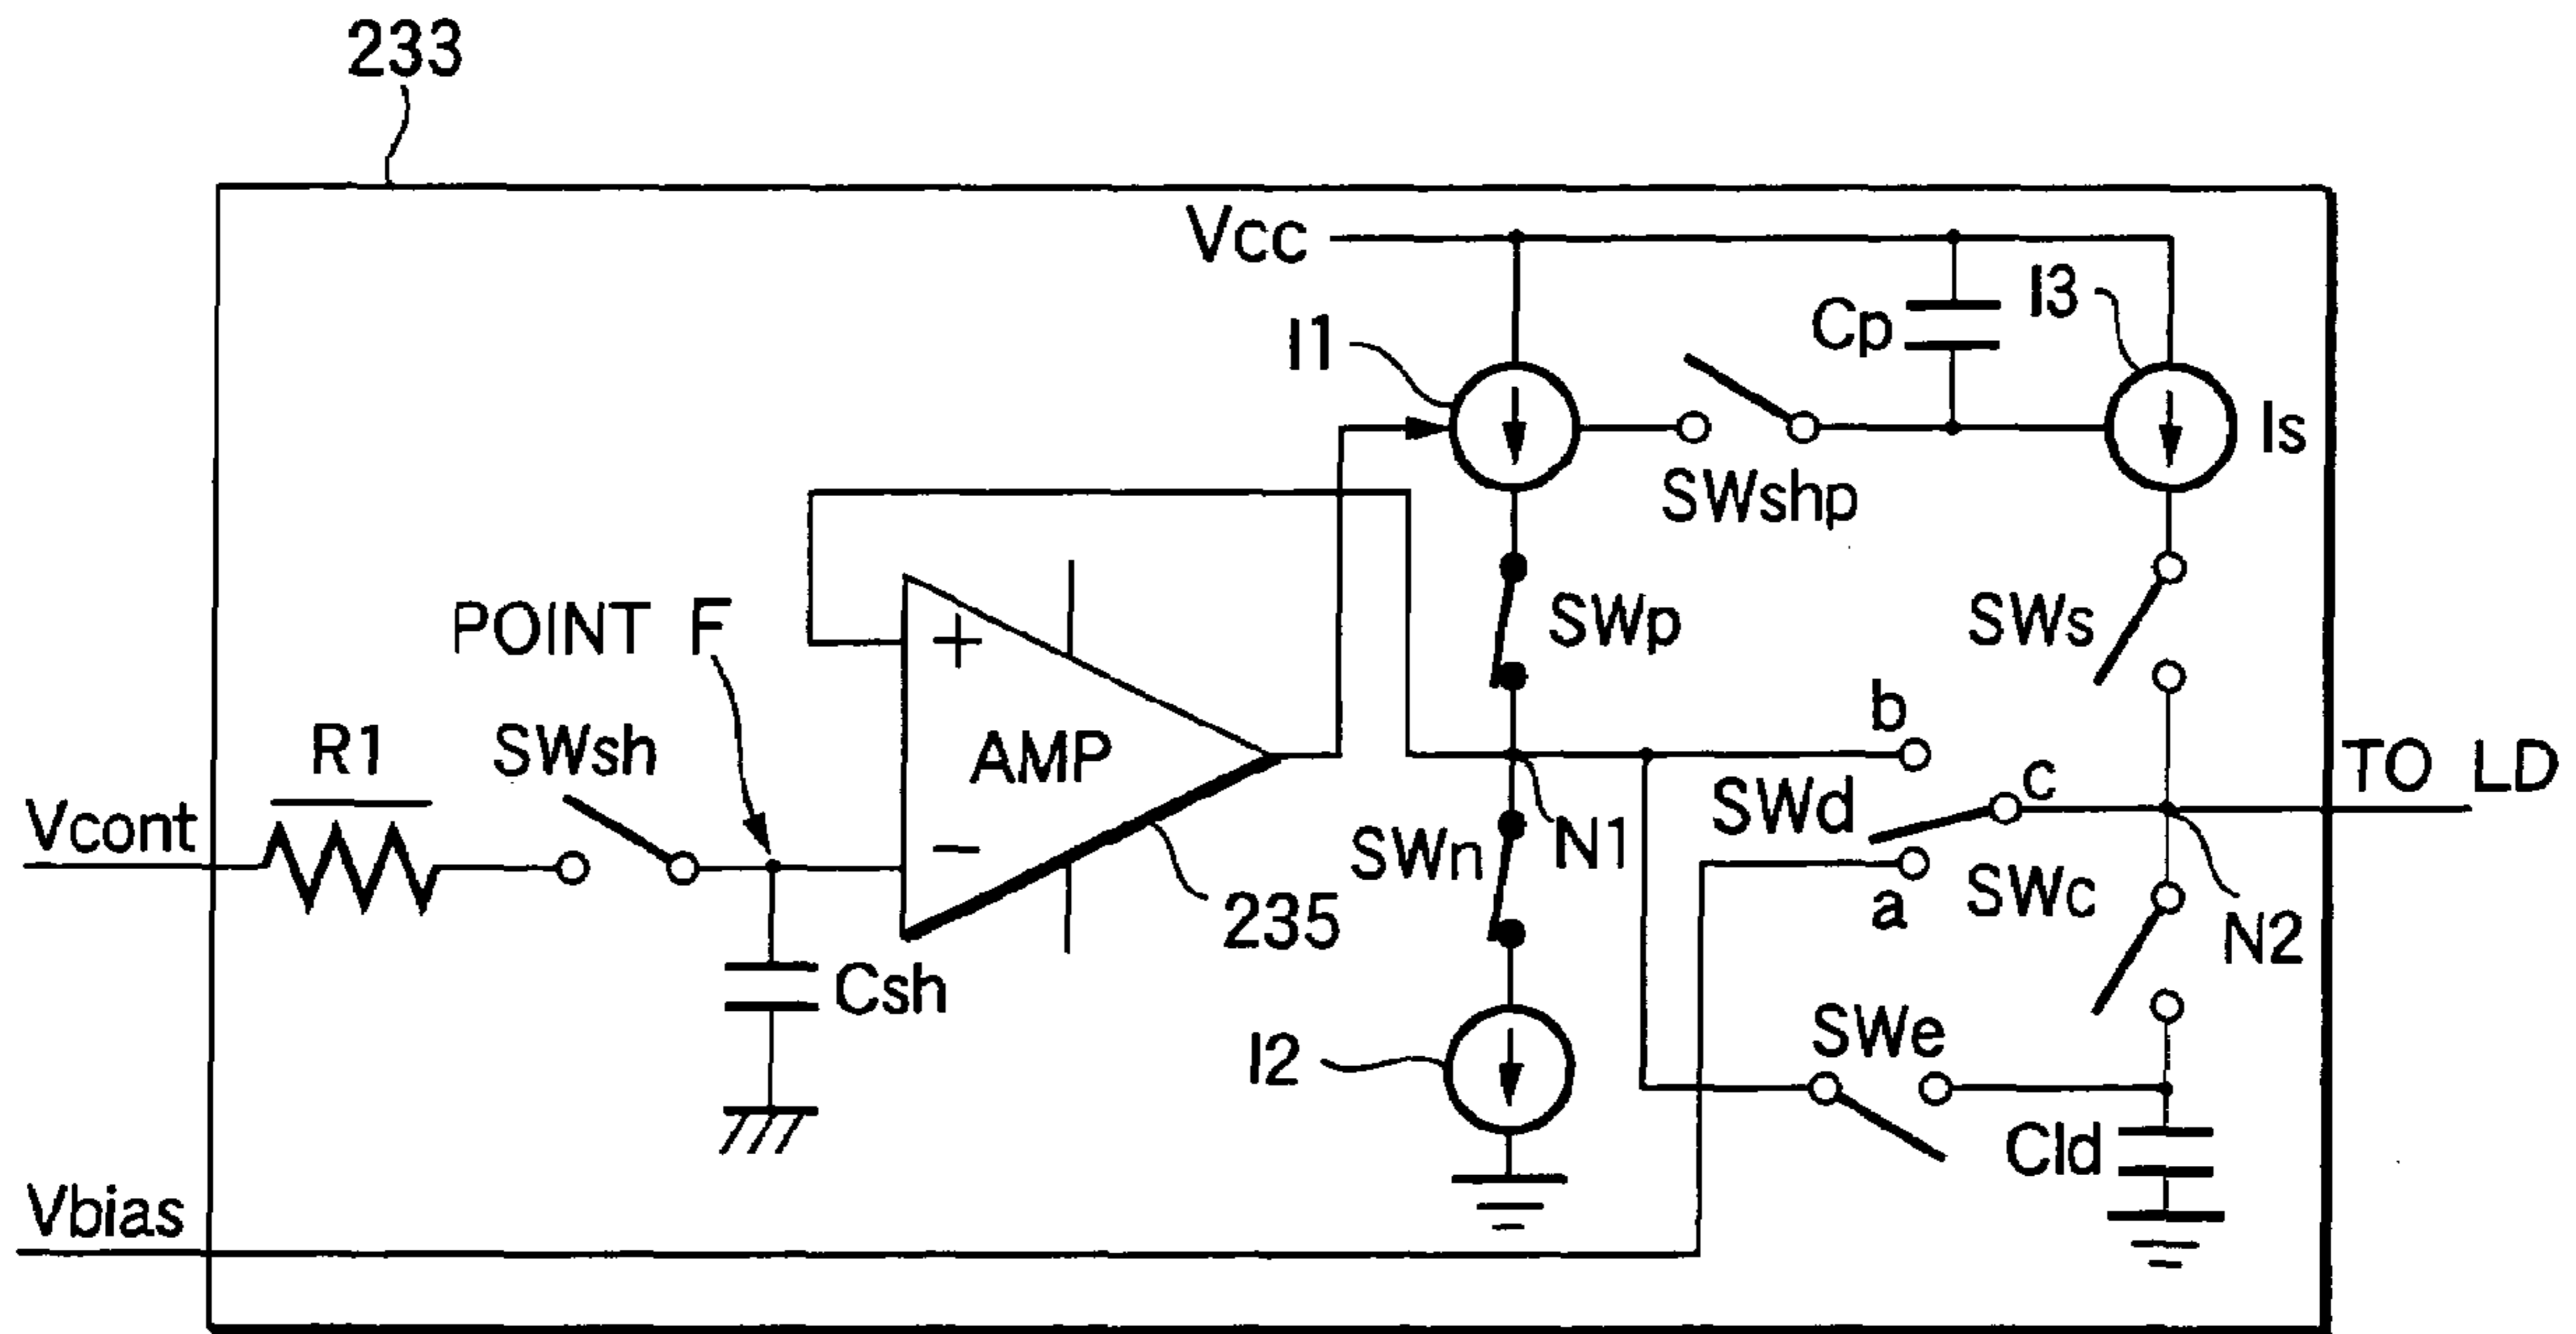 233
Vcc
I1
Cp
I3
Is
SWshp
POINT F
+
SWp
SWs
R1
SWsh
AMP
b
c
TO LD
Vcont
SWd
−
SWn
N1
a
SWc
N2
235
Csh
I2
SWe
Cld
Vbias